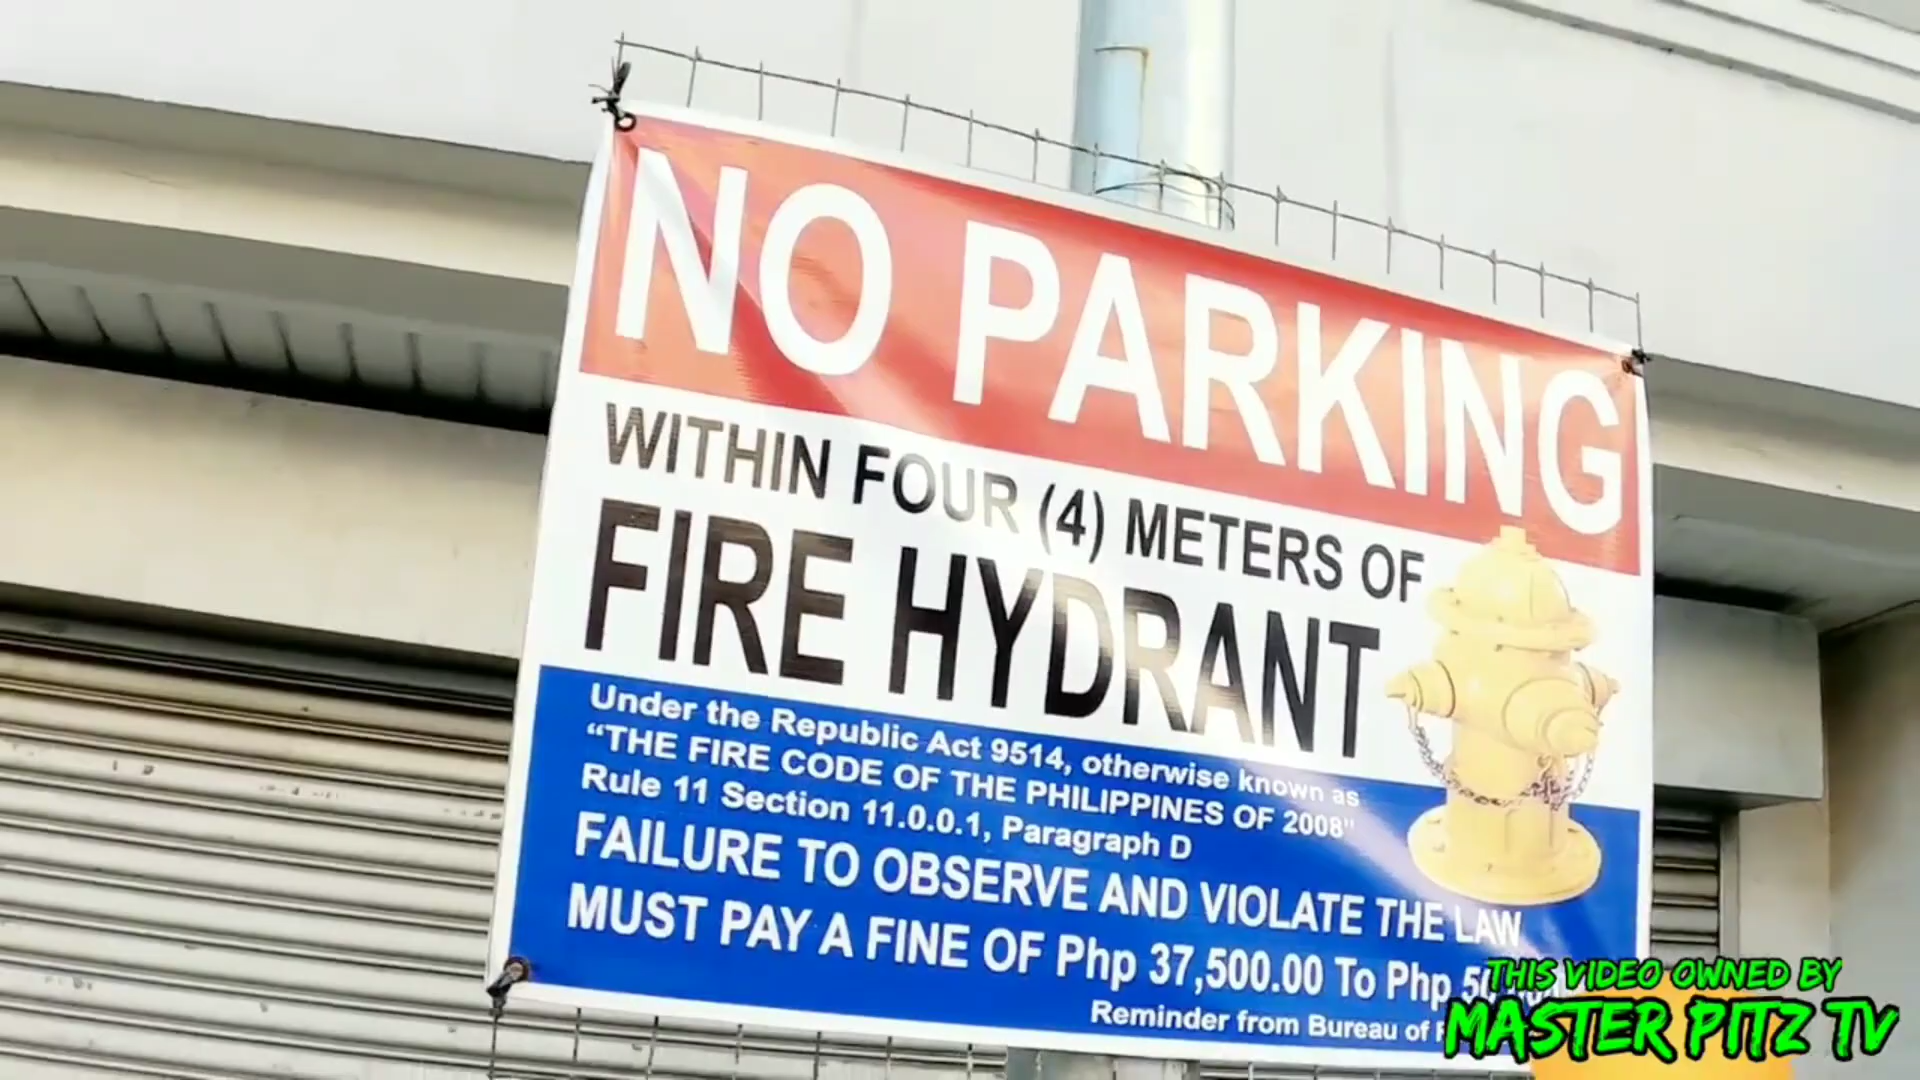 NO PARKING
WITHIN FOUR (4) METERS OF
FIRE HYDRANT
Under the Republic Act 9514, otherwise known as
“THE FIRE CODE OF THE PHILIPPINES OF 2008"
Rule 11 Section 11.0.0.1, Paragraph D
FAILURE TO OBSERVE AND VIOLATE THE LAW
MUST PAY A FINE OF Php 37,500.00 To Php
Reminder from Bureau of
THIS VIDEO OWNED BY
MASTER PITZ TV